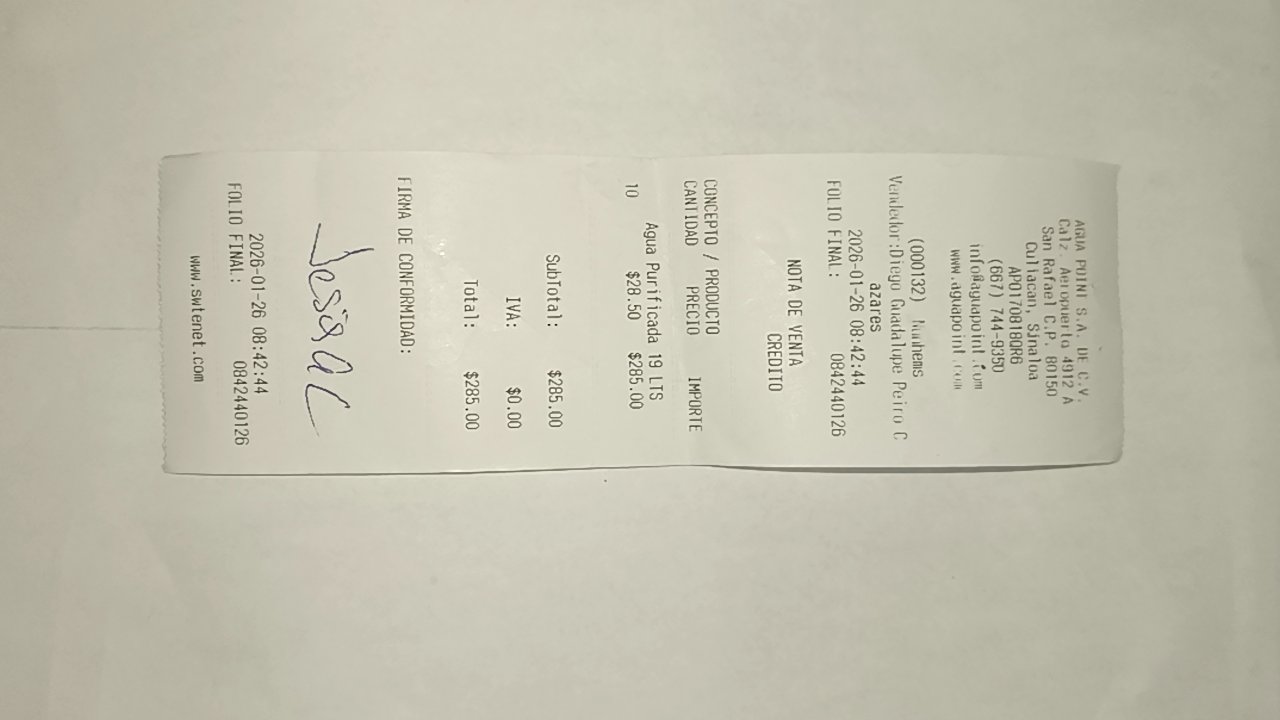 AGUA POINT S.A. DE C.V.
Calz. Aeropuerto 4912 A
San Rafael C.P. 80150
Culiacan, Sinaloa
APO1708180R6
(667) 744-9350
info@aguapoint.com
www.aguapoint.com
(000132) Nunhems
Vendedor:Diego Guadalupe Peiro C
azares
2026-01-26 08:42:44
FOLIO FINAL: 0842440126
NOTA DE VENTA
CREDITO
CONCEPTO / PRODUCTO
CANTIDAD PRECIO IMPORTE
Agua Purificada 19 LTS
10 $28.50 $285.00
SubTotal: $285.00
IVA: $0.00
Total: $285.00
FIRMA DE CONFORMIDAD:
2026-01-26 08:42:44
FOLIO FINAL: 0842440126
www.swtenet.com